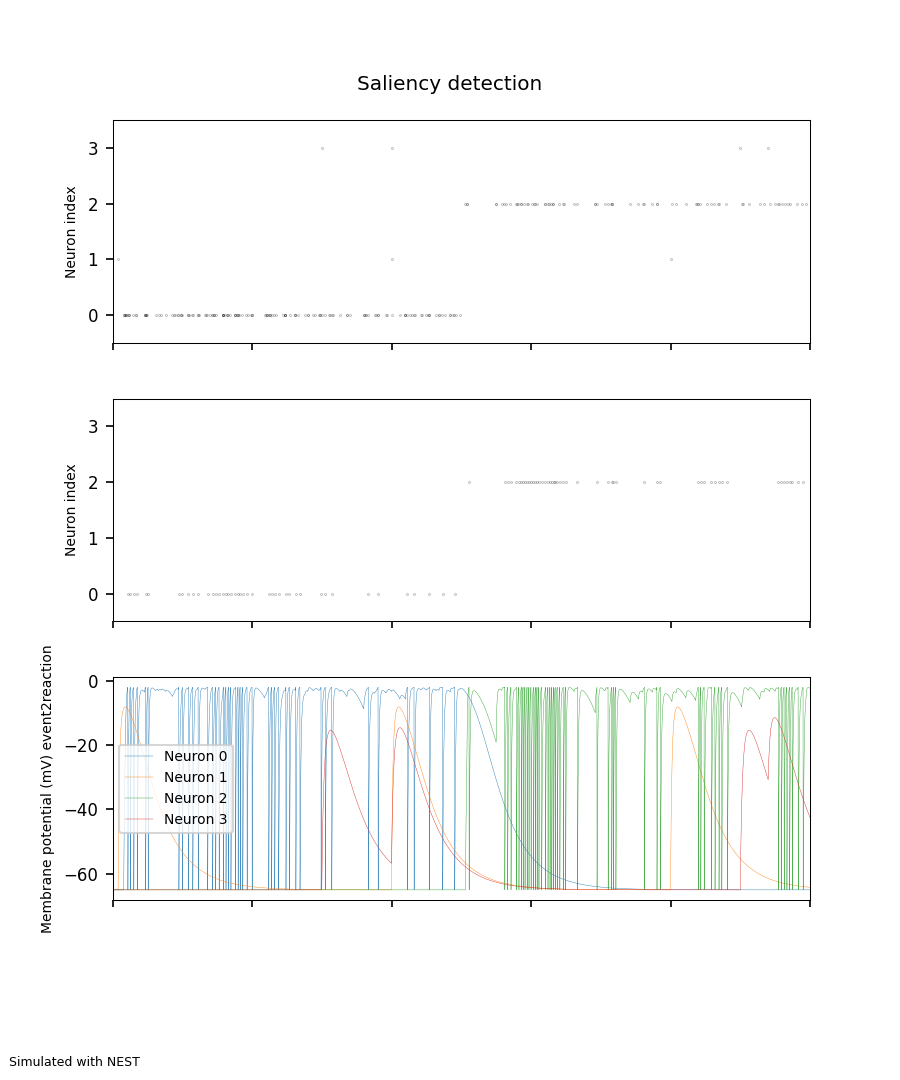 Saliency detection
Neuron index
3
2
1
0
Neuron index
3
2
1
0
Membrane potential (mV) event2reaction
0
−20
−40
−60
Neuron 0
Neuron 1
Neuron 2
Neuron 3
Simulated with NEST